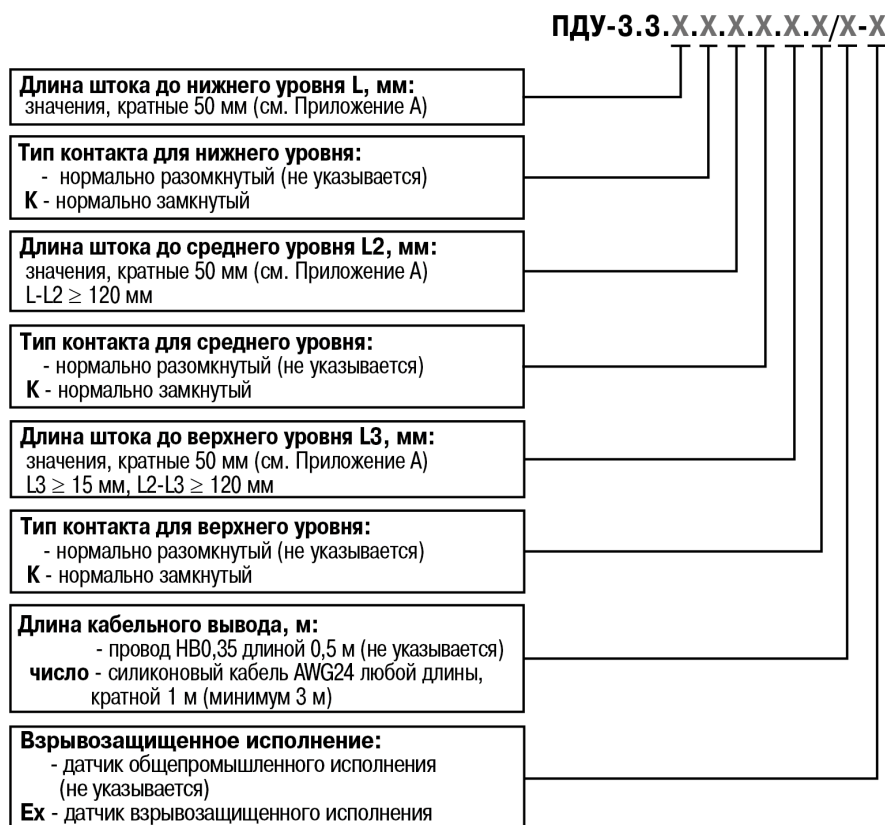 ПДУ-3.3.X.X.X.X.X.X/X-X
Длина штока до нижнего уровня L, мм:
значения, кратные 50 мм (см. Приложение А)
Тип контакта для нижнего уровня:
- нормально разомкнутый (не указывается)
К - нормально замкнутый
Длина штока до среднего уровня L2, мм:
значения, кратные 50 мм (см. Приложение А)
L-L2 ≥ 120 мм
Тип контакта для среднего уровня:
- нормально разомкнутый (не указывается)
К - нормально замкнутый
Длина штока до верхнего уровня L3, мм:
значения, кратные 50 мм (см. Приложение А)
L3 ≥ 15 мм, L2-L3 ≥ 120 мм
Тип контакта для верхнего уровня:
- нормально разомкнутый (не указывается)
К - нормально замкнутый
Длина кабельного вывода, м:
- провод НВ0,35 длиной 0,5 м (не указывается)
число - силиконовый кабель AWG24 любой длины,
кратной 1 м (минимум 3 м)
Взрывозащищенное исполнение:
- датчик общепромышленного исполнения
(не указывается)
Ex - датчик взрывозащищенного исполнения